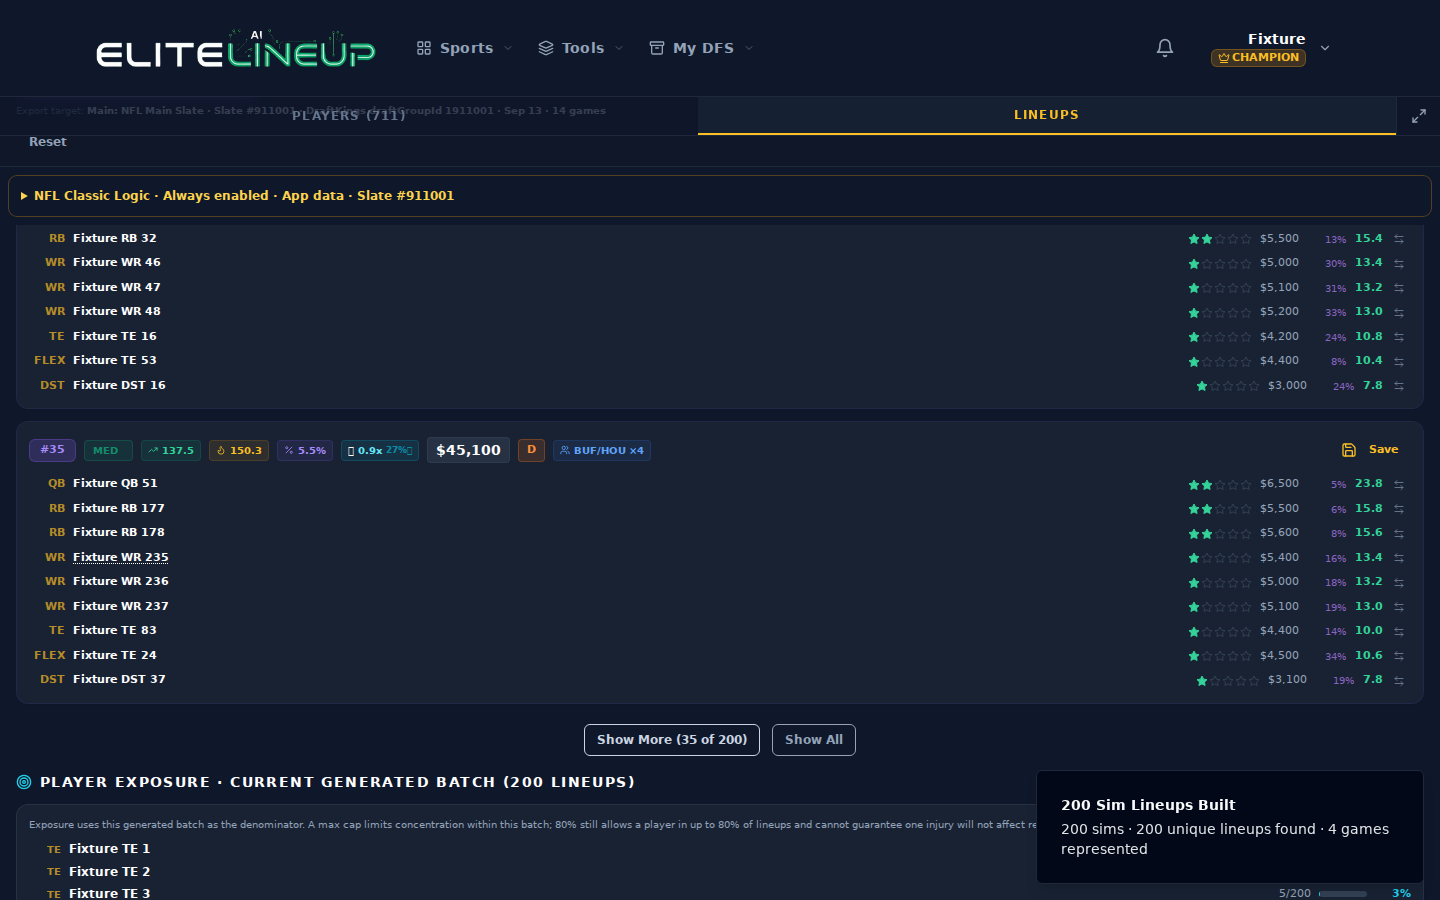 ELITELINEUP AI
Sports
Tools
My DFS
Fixture
CHAMPION
Export target: Main: NFL Main Slate · Slate #911001 · DraftKings draftGroupId 1911001 · Sep 13 · 14 games
PLAYERS (711)
LINEUPS
Reset
NFL Classic Logic · Always enabled · App data · Slate #911001
RB Fixture RB 32 $5,500 13% 15.4
WR Fixture WR 46 $5,000 30% 13.4
WR Fixture WR 47 $5,100 31% 13.2
WR Fixture WR 48 $5,200 33% 13.0
TE Fixture TE 16 $4,200 24% 10.8
FLEX Fixture TE 53 $4,400 8% 10.4
DST Fixture DST 16 $3,000 24% 7.8
#35 MED 137.5 150.3 5.5% 0.9x 27% $45,100 D BUF/HOU ×4 Save
QB Fixture QB 51 $6,500 5% 23.8
RB Fixture RB 177 $5,500 6% 15.8
RB Fixture RB 178 $5,600 8% 15.6
WR Fixture WR 235 $5,400 16% 13.4
WR Fixture WR 236 $5,000 18% 13.2
WR Fixture WR 237 $5,100 19% 13.0
TE Fixture TE 83 $4,400 14% 10.0
FLEX Fixture TE 24 $4,500 34% 10.6
DST Fixture DST 37 $3,100 19% 7.8
Show More (35 of 200)
Show All
PLAYER EXPOSURE · CURRENT GENERATED BATCH (200 LINEUPS)
Exposure uses this generated batch as the denominator. A max cap limits concentration within this batch; 80% still allows a player in up to 80% of lineups and cannot guarantee one injury will not affect
TE Fixture TE 1
TE Fixture TE 2
TE Fixture TE 3 5/200 3%
200 Sim Lineups Built
200 sims · 200 unique lineups found · 4 games
represented